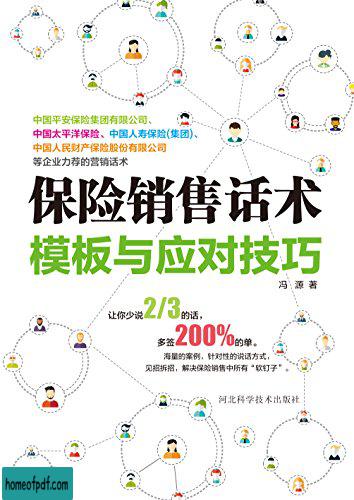 中国平安保险集团有限公司、
中国太平洋保险、中国人寿保险(集团)、
中国人民财产保险股份有限公司
等企业力荐的营销话术
保险销售话术
模板与应对技巧
冯 源 著
让你少说2/3的话,
多签200%的单。
海量的案例,针对性的说话方式,
见招拆招,解决保险销售中所有“软钉子”。
河北科学技术出版社
homeofpdf.com